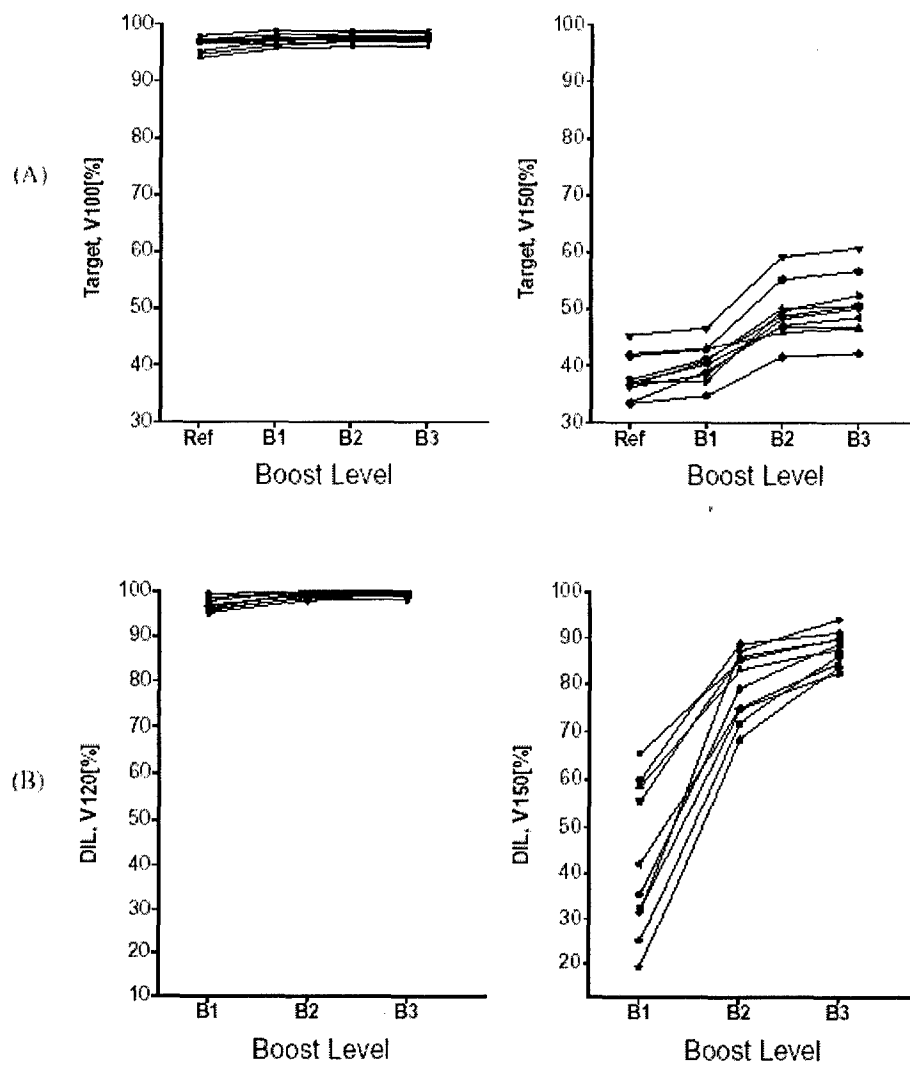 (A)
Target, V100[%]
100
90
80
70
60
50
40
30
Ref B1 B2 B3
Boost Level
Target, V150[%]
100
90
80
70
60
50
40
30
Ref B1 B2 B3
Boost Level
(B)
DIL, V120[%]
100
90
80
70
60
50
40
30
20
10
B1 B2 B3
Boost Level
DIL, V150[%]
100
90
80
70
60
50
40
30
20
B1 B2 B3
Boost Level